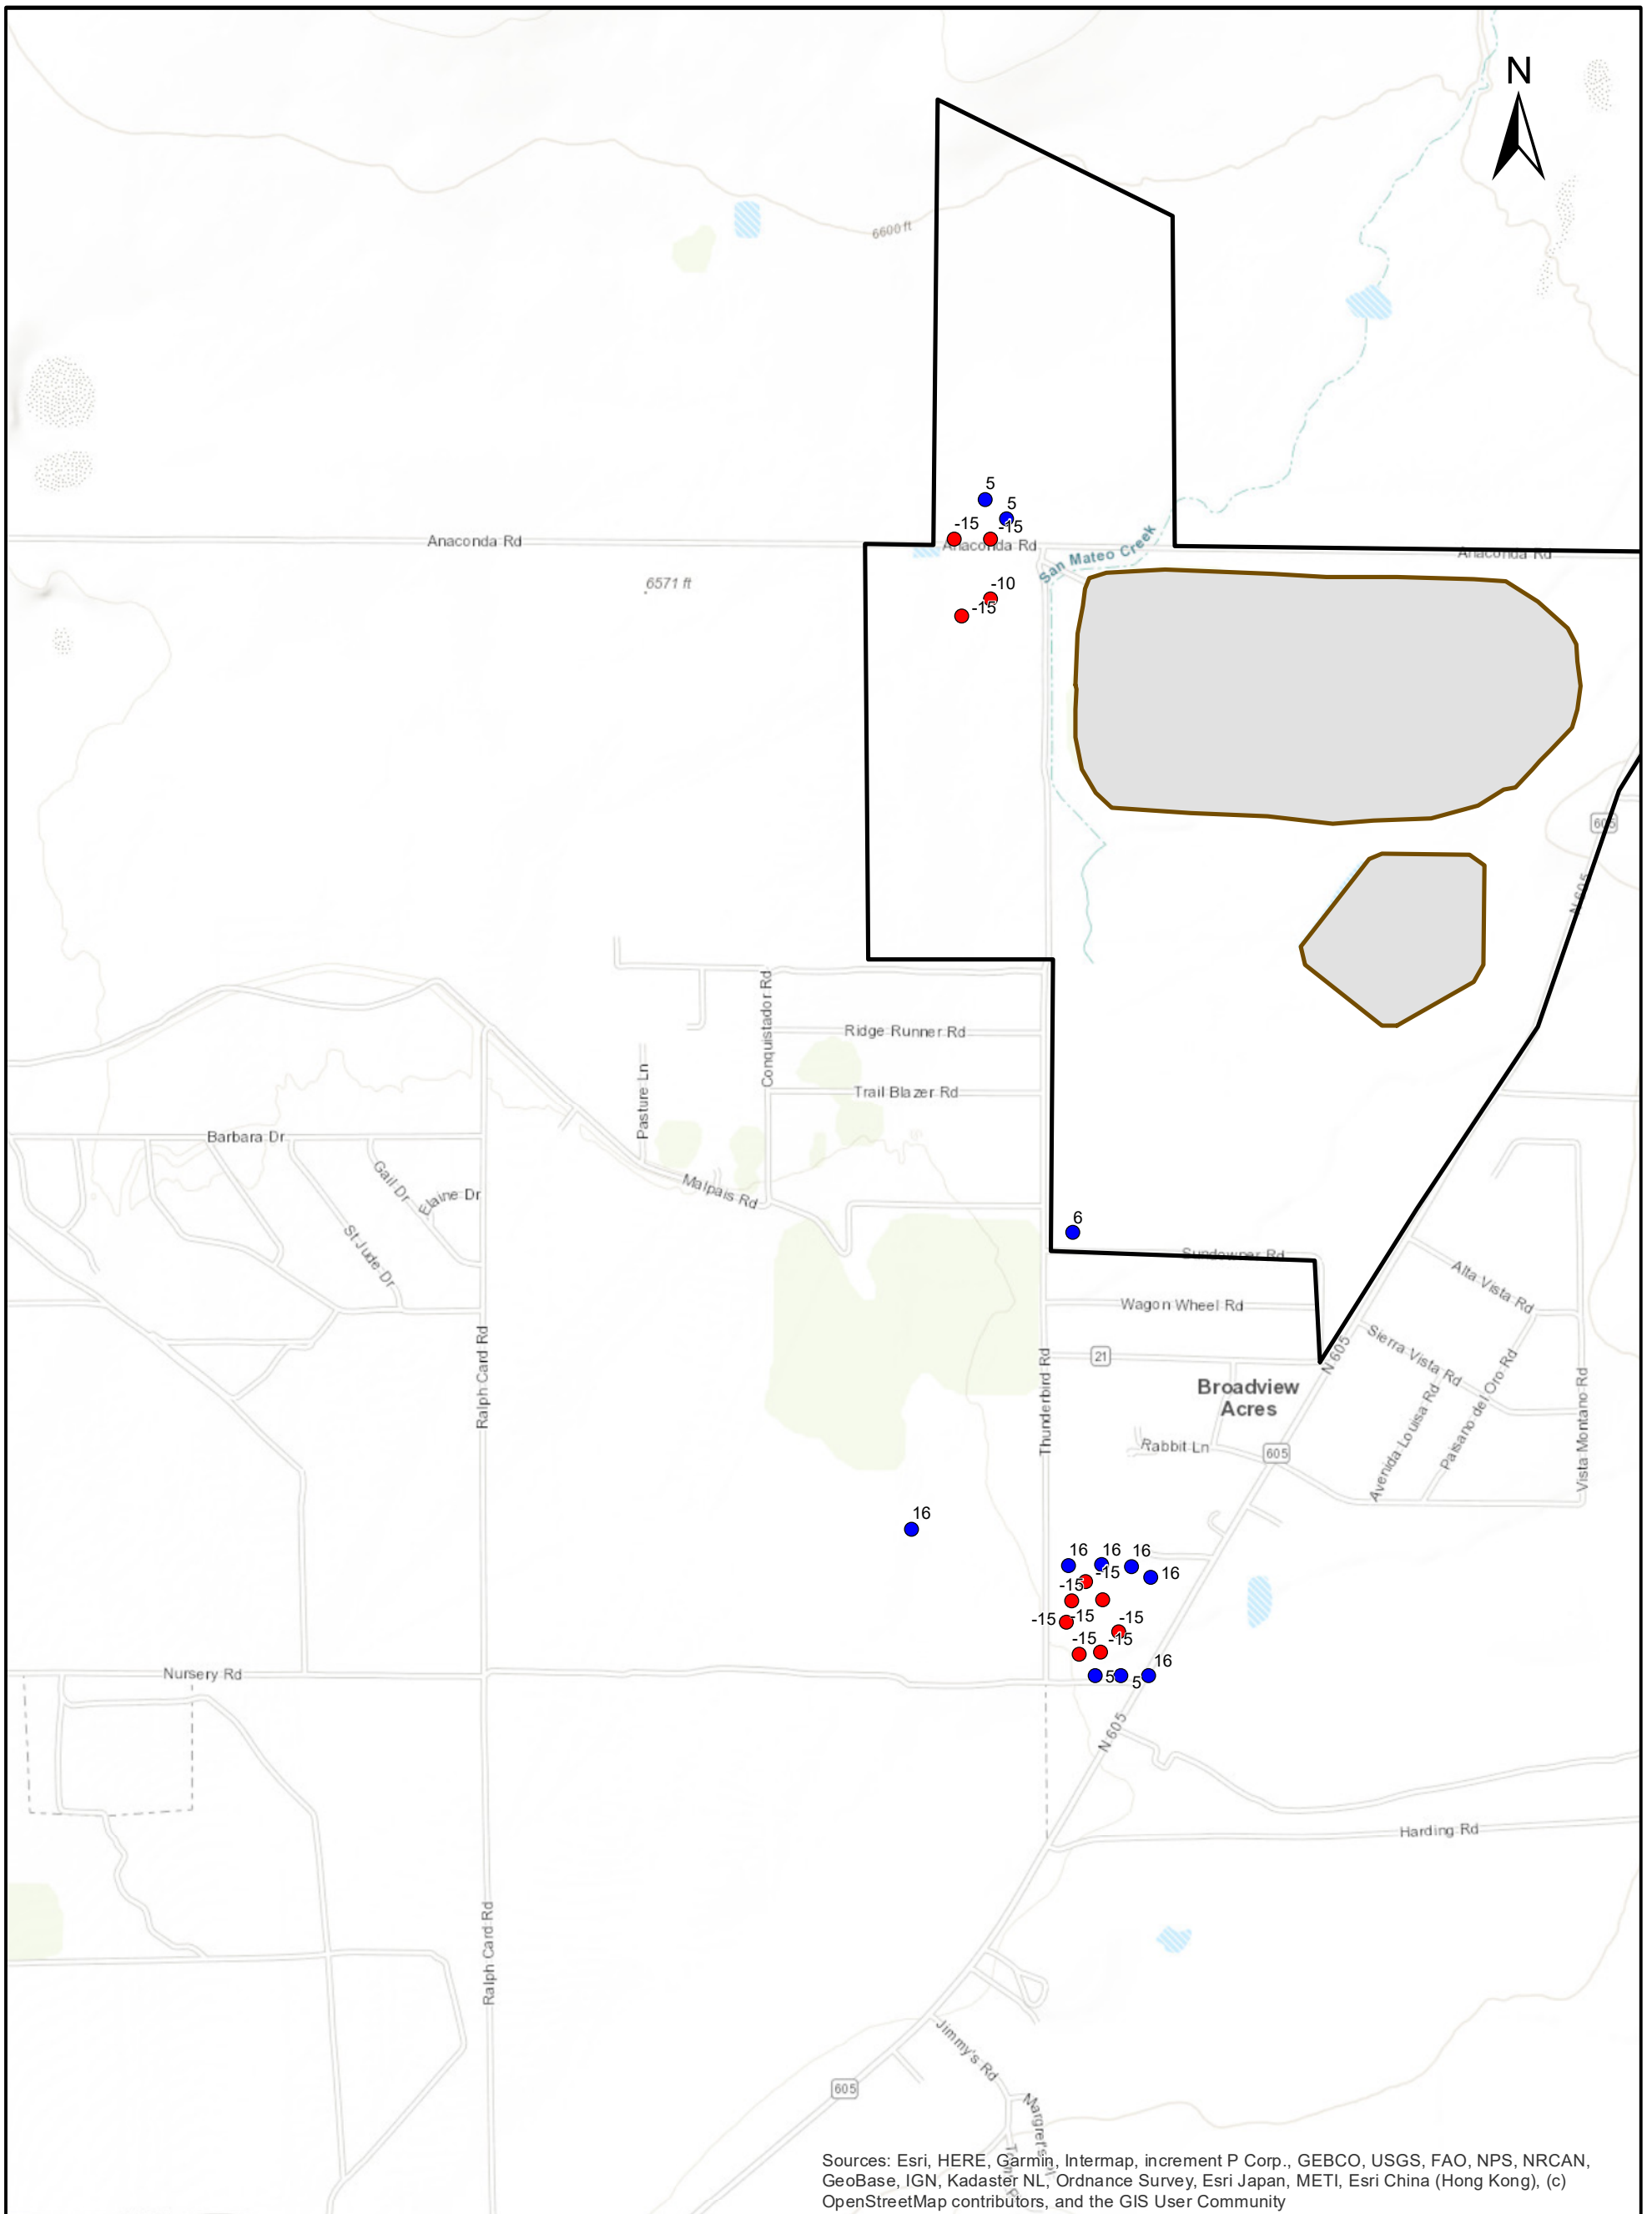 N
6600 ft
5
5
-15
-15
Anaconda Rd
Anaconda Rd
Anaconda Rd
San Mateo Creek
6571 ft
-10
-15
605
N 605
Conquistador Rd
Ridge Runner Rd
Pasture Ln
Trail Blazer Rd
Barbara Dr
Gail Dr
Elaine Dr
Malpais Rd
St Jude Dr
6
Sundowner Rd
Alta Vista Rd
Wagon Wheel Rd
Sierra Vista Rd
Ralph Card Rd
Thunderbird Rd
21
N 605
Broadview
Acres
Paisano del Oro Rd
Avenida Louisa Rd
Vista Montano Rd
Rabbit Ln
605
16
16
16
16
16
-15
-15
-15
-15
-15
-15
-15
16
5
5
Nursery Rd
N 605
Harding Rd
Ralph Card Rd
Jimmy's Rd
605
Sources: Esri, HERE, Garmin, Intermap, increment P Corp., GEBCO, USGS, FAO, NPS, NRCAN,
GeoBase, IGN, Kadaster NL, Ordnance Survey, Esri Japan, METI, Esri China (Hong Kong), (c)
OpenStreetMap contributors, and the GIS User Community